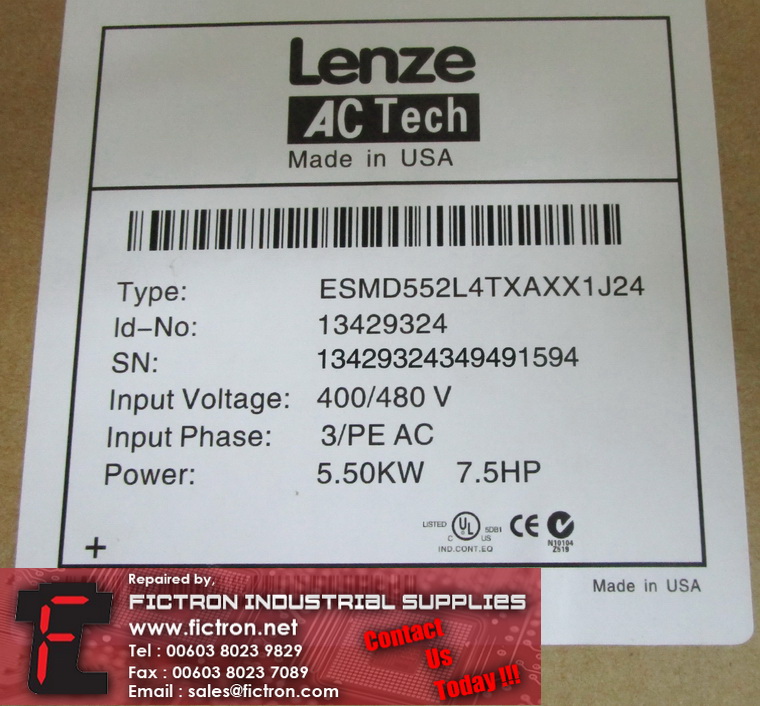 Lenze
AC Tech
Made in USA
Type: ESMD552L4TXAXX1J24
Id-No: 13429324
SN: 13429324349491594
Input Voltage: 400/480 V
Input Phase: 3/PE AC
Power: 5.50KW 7.5HP
LISTED UL 5DB1
C US
IND.CONT.EQ
CE
N10104
Z519
+
Made in USA
Repaired by,
FICTRON INDUSTRIAL SUPPLIES
www.fictron.net
Tel : 00603 8023 9829
Fax : 00603 8023 7089
Email : sales@fictron.com
Contact
Us
Today !!!